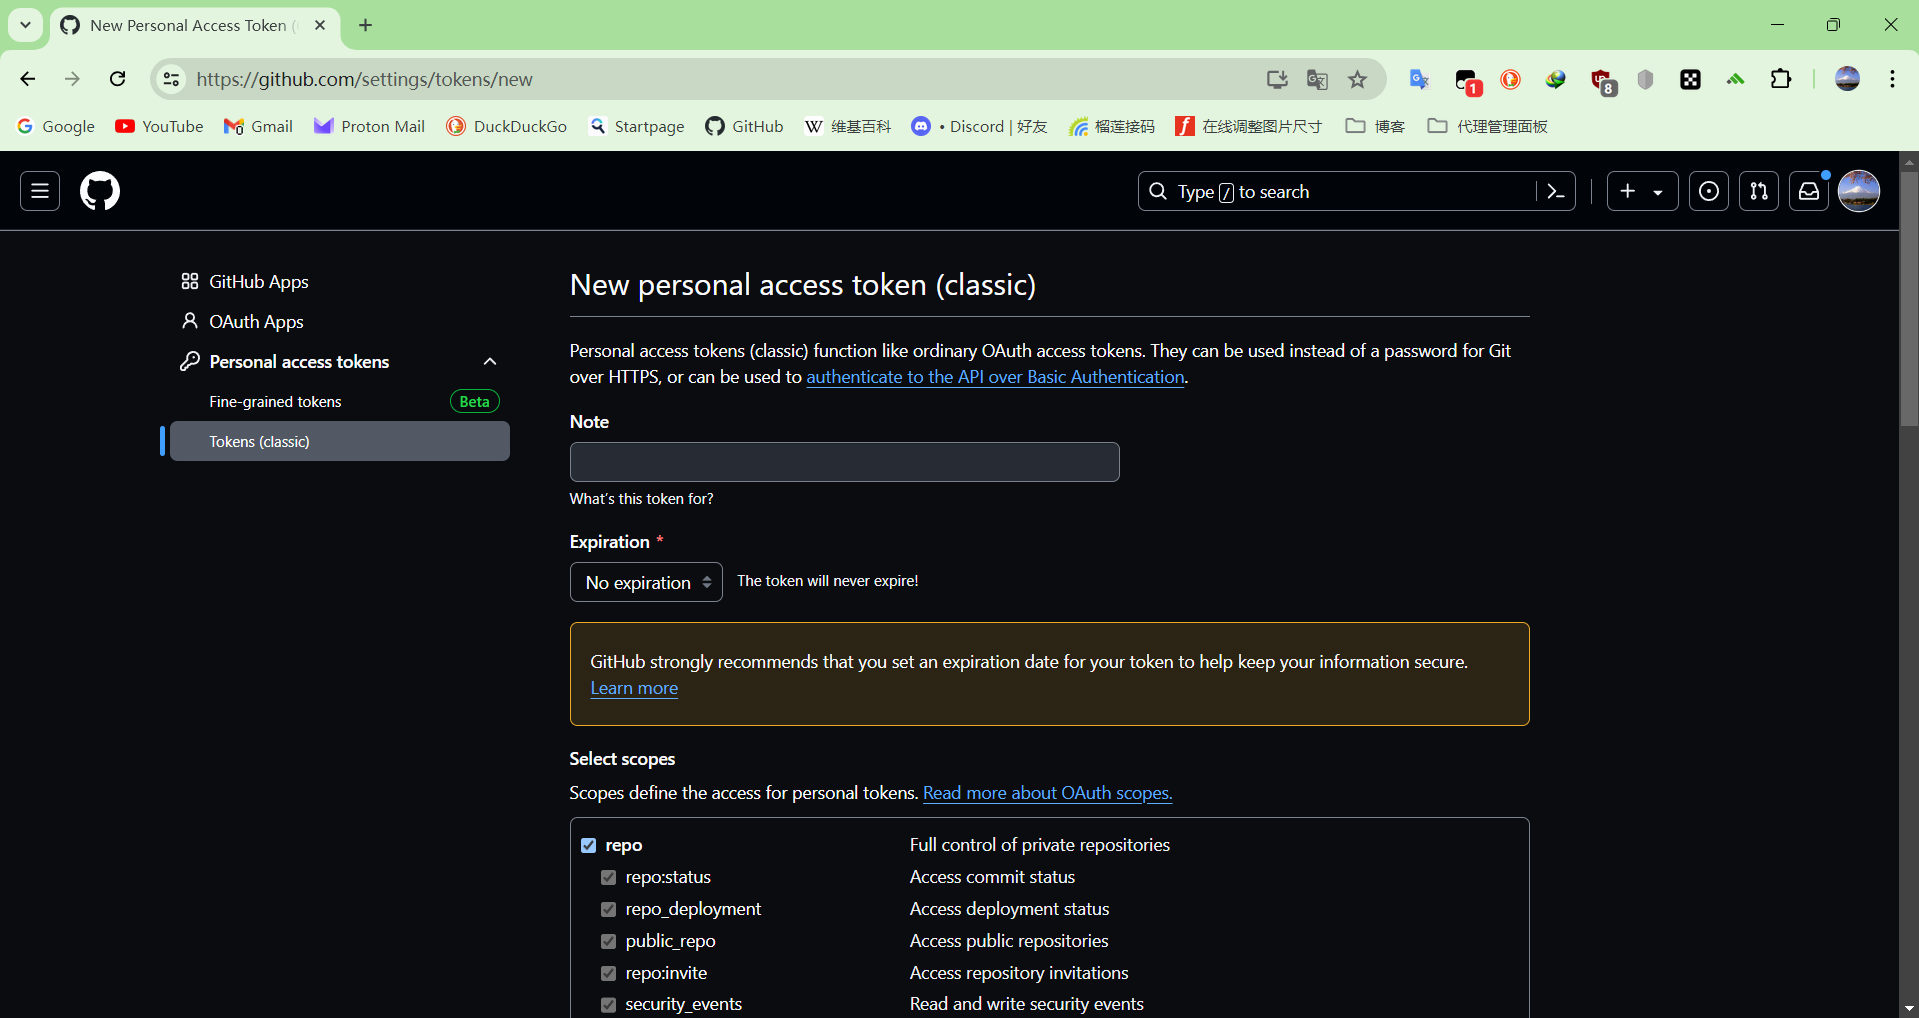 New Personal Access Token (
https://github.com/settings/tokens/new
1
8
Google YouTube Gmail Proton Mail DuckDuckGo Startpage GitHub 维基百科 • Discord | 好友 榴莲接码 在线调整图片尺寸 博客 代理管理面板
Type / to search
GitHub Apps
OAuth Apps
Personal access tokens
Fine-grained tokens Beta
Tokens (classic)
New personal access token (classic)
Personal access tokens (classic) function like ordinary OAuth access tokens. They can be used instead of a password for Git
over HTTPS, or can be used to authenticate to the API over Basic Authentication.
Note
What's this token for?
Expiration *
No expiration The token will never expire!
GitHub strongly recommends that you set an expiration date for your token to help keep your information secure.
Learn more
Select scopes
Scopes define the access for personal tokens. Read more about OAuth scopes.
repo Full control of private repositories
repo:status Access commit status
repo_deployment Access deployment status
public_repo Access public repositories
repo:invite Access repository invitations
security_events Read and write security events